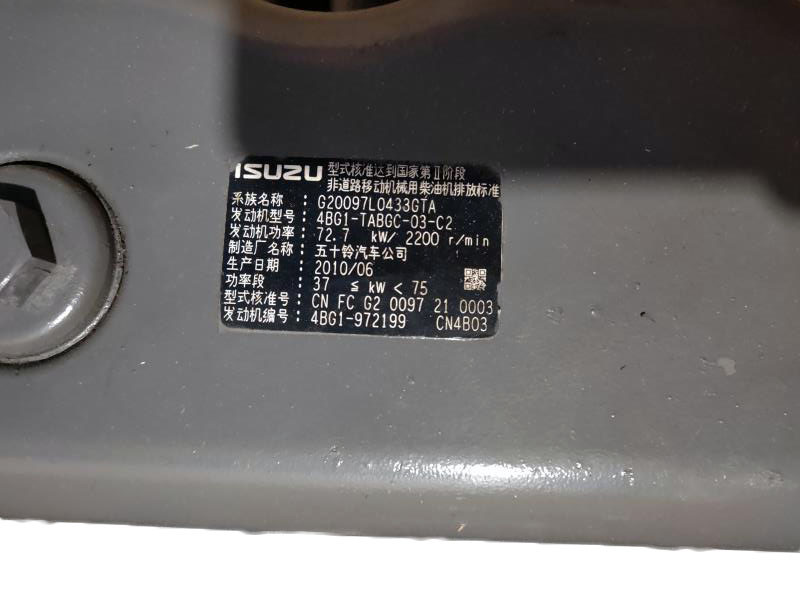 ISUZU 型式核准达到国家第Ⅱ阶段
非道路移动机械用柴油机排放标准
系族名称：G20097L0433GTA
发动机型号：4BG1-TABGC-03-C2
发动机功率：72.7 kW/ 2200 r/min
制造厂名称：五十铃汽车公司
生产日期：2010/06
功率段：37 ≦ kW < 75
型式核准号：CN FC G2 0097 21 0003
发动机编号：4BG1-972199 CN4B03